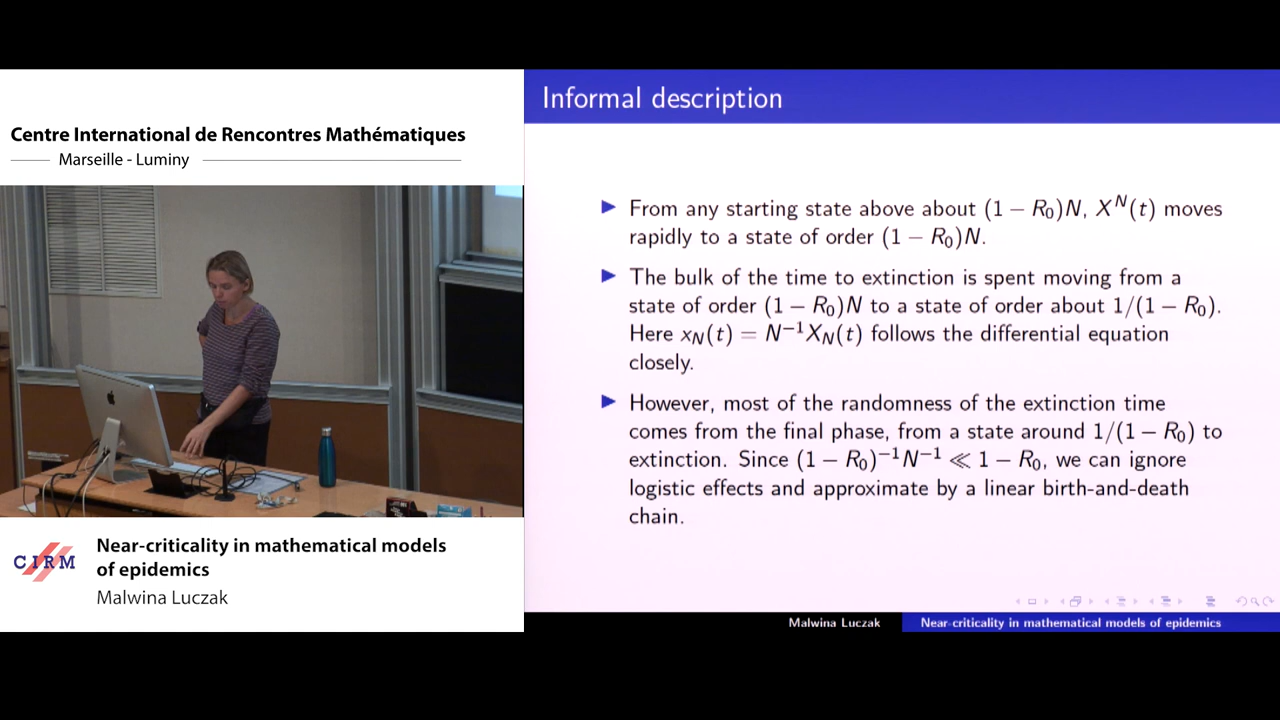 Centre International de Rencontres Mathématiques
Marseille - Luminy
CIRM
Near-criticality in mathematical models
of epidemics
Malwina Luczak
Informal description
From any starting state above about (1 − R₀)N, Xᴺ(t) moves
rapidly to a state of order (1 − R₀)N.
The bulk of the time to extinction is spent moving from a
state of order (1 − R₀)N to a state of order about 1/(1 − R₀).
Here x_N(t) = N⁻¹X_N(t) follows the differential equation
closely.
However, most of the randomness of the extinction time
comes from the final phase, from a state around 1/(1 − R₀) to
extinction. Since (1 − R₀)⁻¹N⁻¹ ≪ 1 − R₀, we can ignore
logistic effects and approximate by a linear birth-and-death
chain.
Malwina Luczak
Near-criticality in mathematical models of epidemics